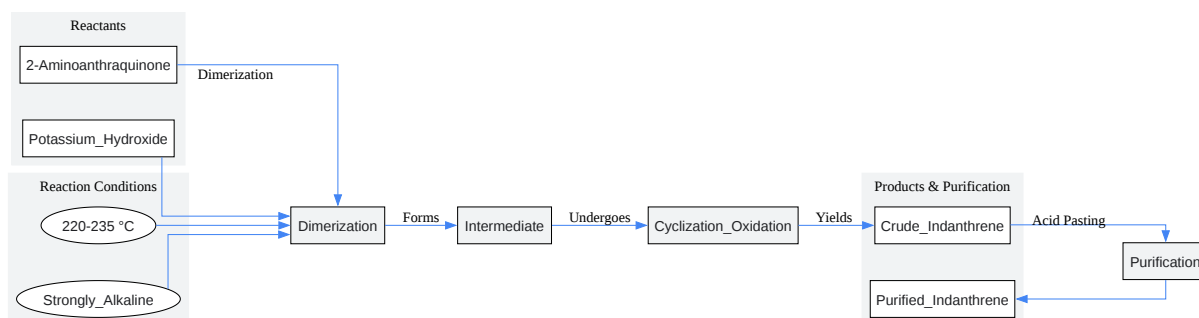 Reactants
2-Aminoanthraquinone
Dimerization
Potassium_Hydroxide
Reaction Conditions
220-235 °C
Strongly_Alkaline
Dimerization
Forms
Intermediate
Undergoes
Cyclization_Oxidation
Yields
Products & Purification
Crude_Indanthrene
Acid Pasting
Purification
Purified_Indanthrene